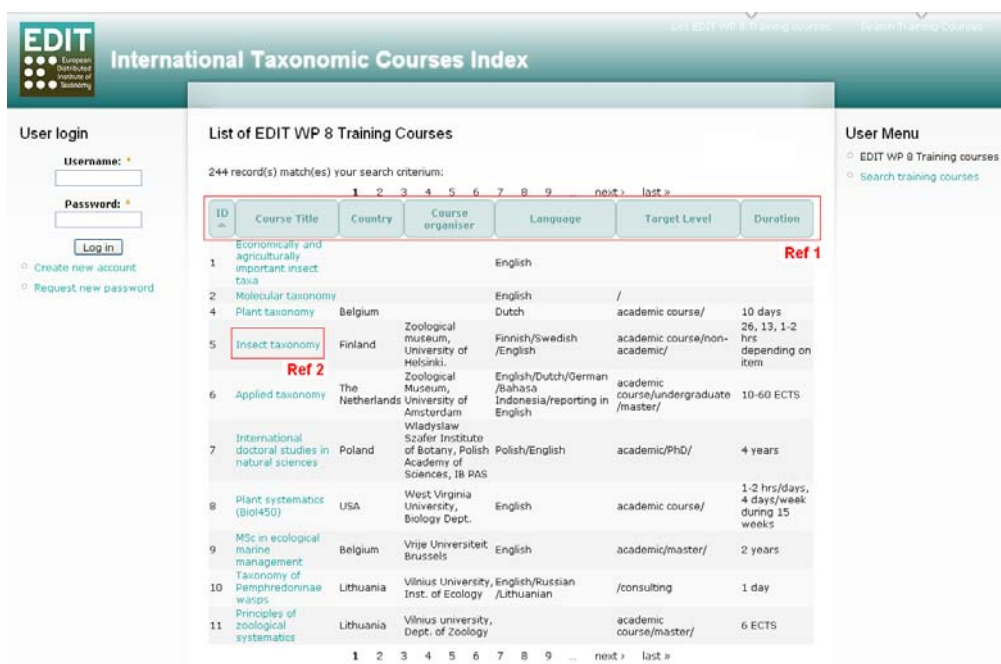 List EDIT WP 8 Training courses
Search Training Courses
EDIT
European
Distributed
Institute of
Taxonomy
International Taxonomic Courses Index
User login
Username: *
Password: *
Log in
Create new account
Request new password
List of EDIT WP 8 Training Courses
244 record(s) match(es) your search criterium:
1 2 3 4 5 6 7 8 9 ... next › last »
ID Course Title Country Course organiser Language Target Level Duration
Ref 1
1 Economically and agriculturally important insect taxa English
2 Molecular taxonomy English /
4 Plant taxonomy Belgium Dutch academic course/ 10 days
5 Insect taxonomy Finland Zoological museum, University of Helsinki. Finnish/Swedish /English academic course/non-academic/ 26, 13, 1-2 hrs depending on item
Ref 2
6 Applied taxonomy The Netherlands Zoological Museum, University of Amsterdam English/Dutch/German /Bahasa Indonesia/reporting in English academic course/undergraduate /master/ 10-60 ECTS
7 International doctoral studies in natural sciences Poland Wladyslaw Szafer Institute of Botany, Polish Academy of Sciences, IB PAS Polish/English academic/PhD/ 4 years
8 Plant systematics (Biol450) USA West Virginia University, Biology Dept. English academic course/ 1-2 hrs/days, 4 days/week during 15 weeks
9 MSc in ecological marine management Belgium Vrije Universiteit Brussels English academic/master/ 2 years
10 Taxonomy of Pemphredoninae wasps Lithuania Vilnius University, Inst. of Ecology English/Russian /Lithuanian /consulting 1 day
11 Principles of zoological systematics Lithuania Vilnius university, Dept. of Zoology academic course/master/ 6 ECTS
1 2 3 4 5 6 7 8 9 ... next › last »
User Menu
EDIT WP 8 Training courses
Search training courses